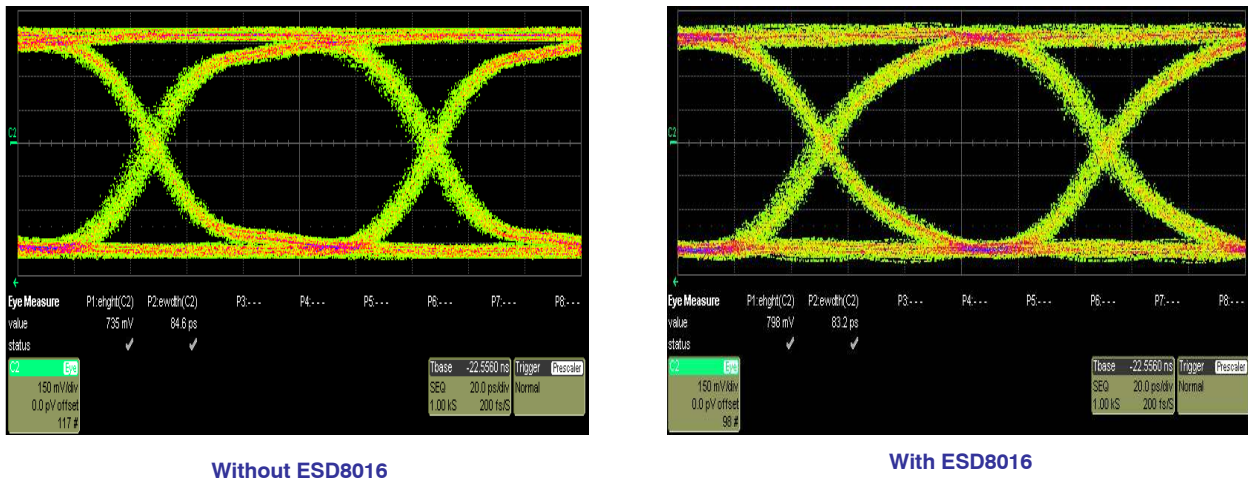 C2
Eye Measure P1:ehght(C2) P2:ewdth(C2) P3:--- P4:--- P5:--- P6:--- P7:--- P8:---
value 735 mV 84.6 ps
status
C2 Eye
150 mV/div
0.0 pV offset
117 #
Tbase -22.5560 ns
SEQ 20.0 ps/div
1.00 kS 200 fs/S
Trigger Prescaler
Normal
Without ESD8016
C2
Eye Measure P1:ehght(C2) P2:ewdth(C2) P3:--- P4:--- P5:--- P6:--- P7:--- P8:---
value 798 mV 83.2 ps
status
C2 Eye
150 mV/div
0.0 pV offset
98 #
Tbase -22.5560 ns
SEQ 20.0 ps/div
1.00 kS 200 fs/S
Trigger Prescaler
Normal
With ESD8016